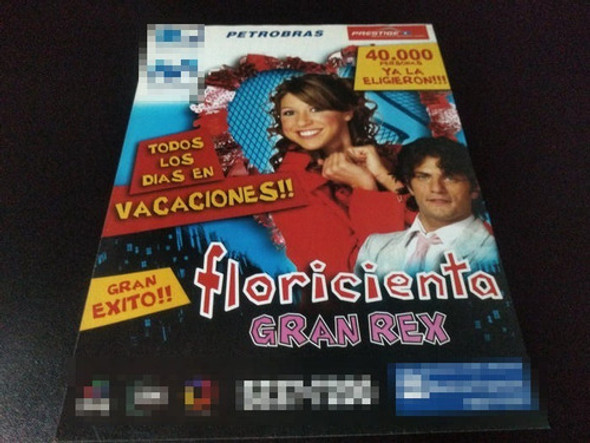 PETROBRAS
PRESTIGE
40.000
PERSONAS
YA LA
ELIGIERON!!!
TODOS
LOS
DIAS EN
VACACIONES!!
GRAN
EXITO!!
floricienta
GRAN REX